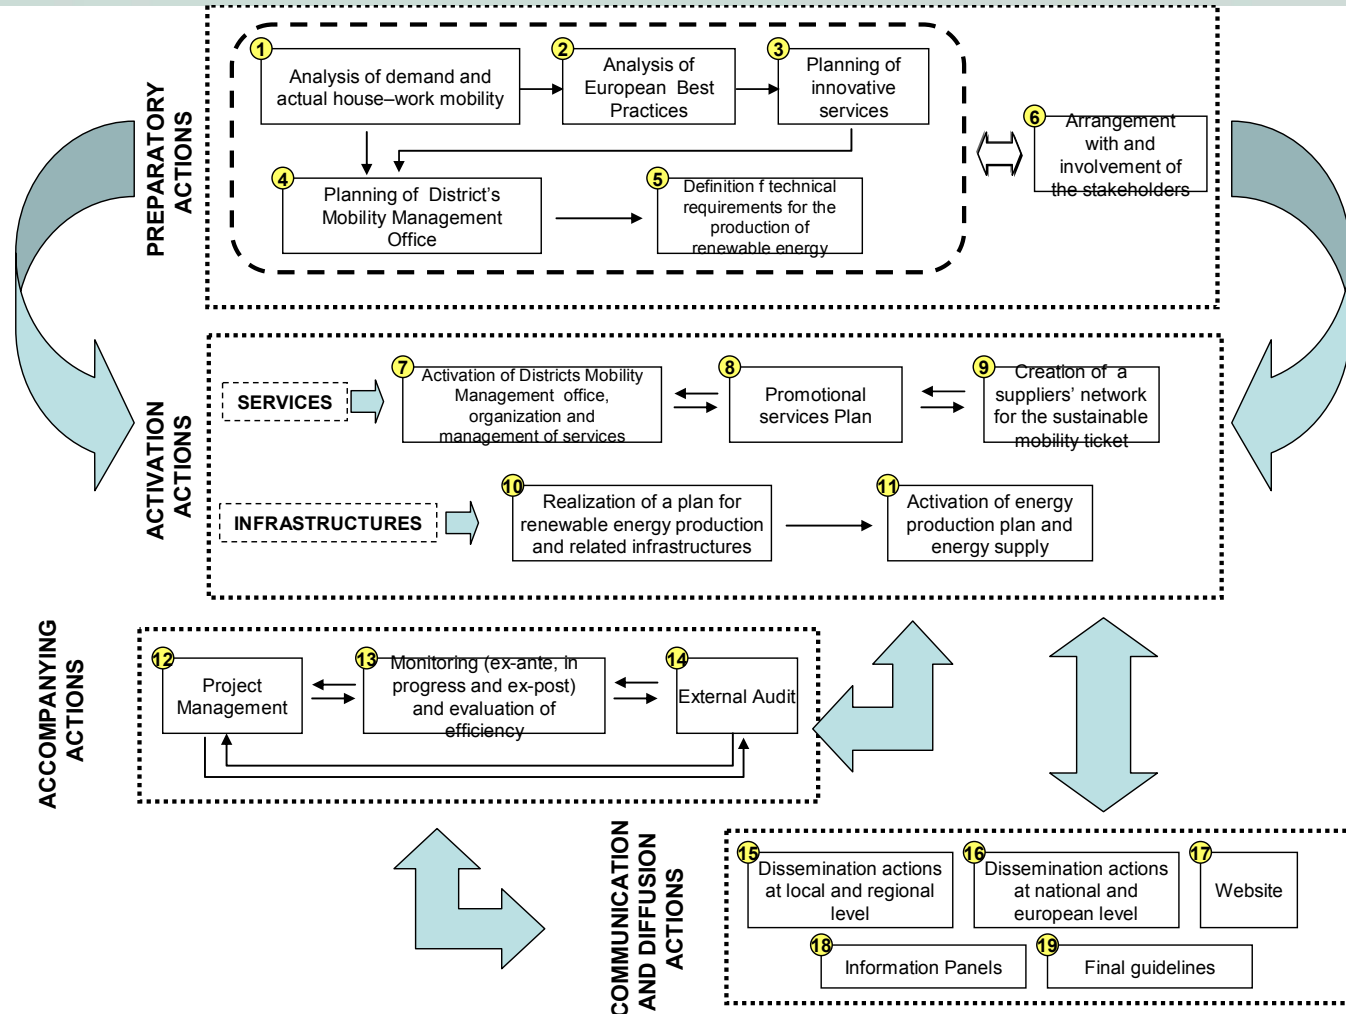 PREPARATORY
ACTIONS
1
Analysis of demand and
actual house–work mobility
2
Analysis of
European Best
Practices
3
Planning of
innovative
services
4
Planning of District's
Mobility Management
Office
5
Definition f technical
requirements for the
production of
renewable energy
6
Arrangement
with and
involvement of
the stakeholders
ACTIVATION
ACTIONS
SERVICES
7
Activation of Districts Mobility
Management office,
organization and
management of services
8
Promotional
services Plan
9
Creation of a
suppliers' network
for the sustainable
mobility ticket
INFRASTRUCTURES
10
Realization of a plan for
renewable energy production
and related infrastructures
11
Activation of energy
production plan and
energy supply
ACCOMPANYING
ACTIONS
12
Project
Management
13
Monitoring (ex-ante, in
progress and ex-post)
and evaluation of
efficiency
14
External Audit
COMMUNICATION
AND DIFFUSION
ACTIONS
15
Dissemination actions
at local and regional
level
16
Dissemination actions
at national and
european level
17
Website
18
Information Panels
19
Final guidelines